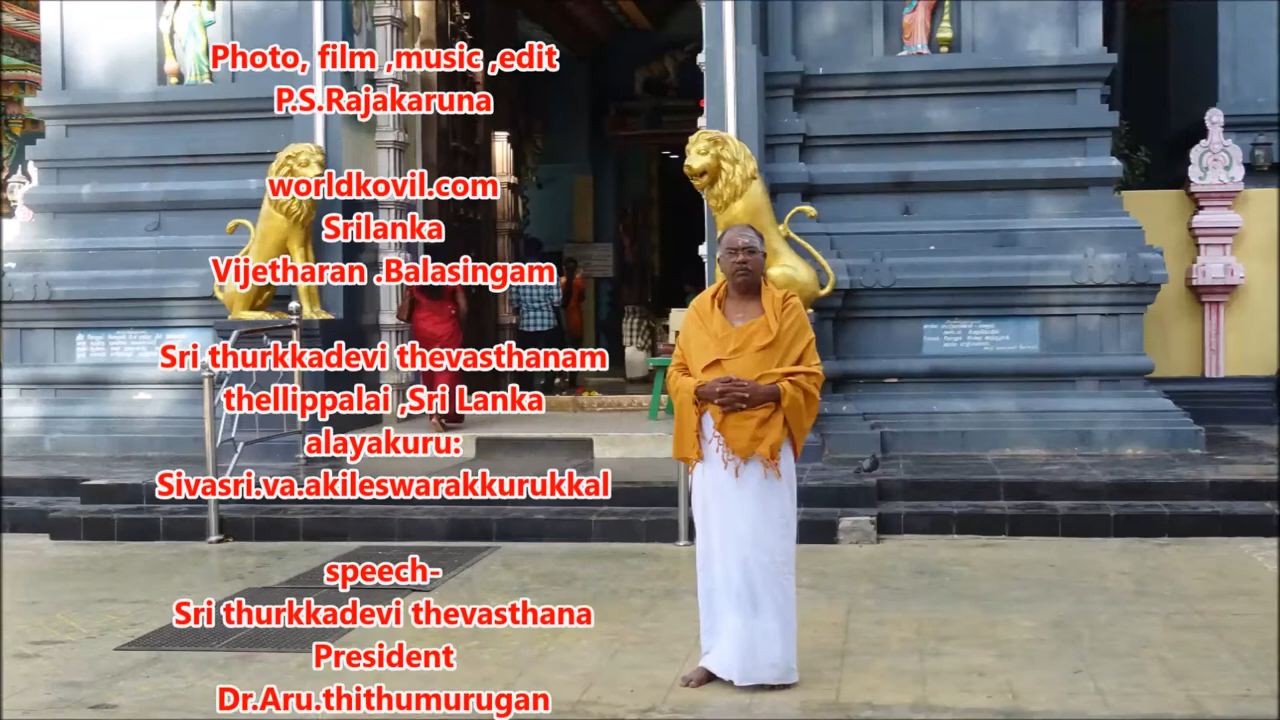 Photo, film ,music ,edit
P.S.Rajakaruna
worldkovil.com
Srilanka
Vijetharan .Balasingam
Sri thurkkadevi thevasthanam
thellippalai ,Sri Lanka
alayakuru:
Sivasri.va.akileswarakkurukkal
speech-
Sri thurkkadevi thevasthana
President
Dr.Aru.thithumurugan